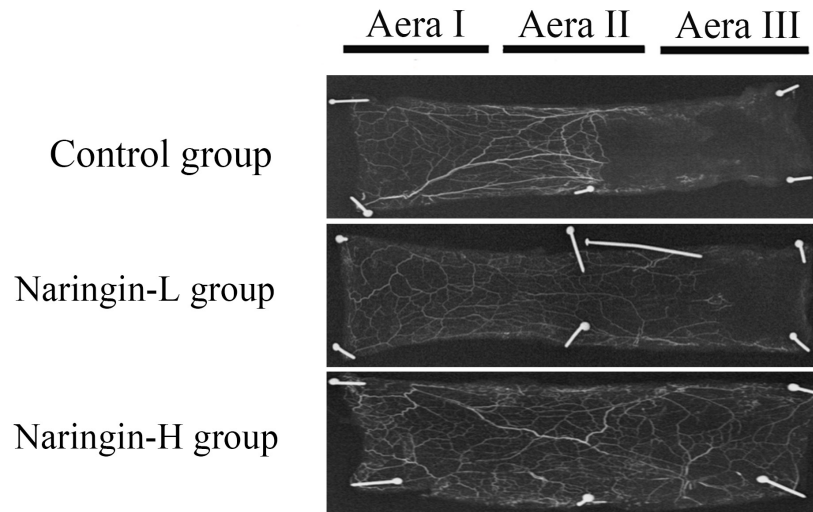 Aera I Aera II Aera III
Control group
Naringin-L group
Naringin-H group